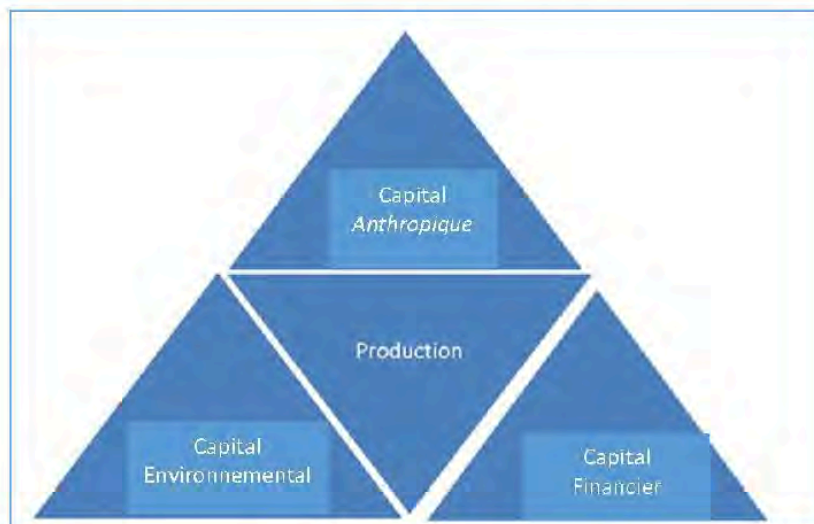 Capital
Anthropique
Production
Capital
Environnemental
Capital
Financier